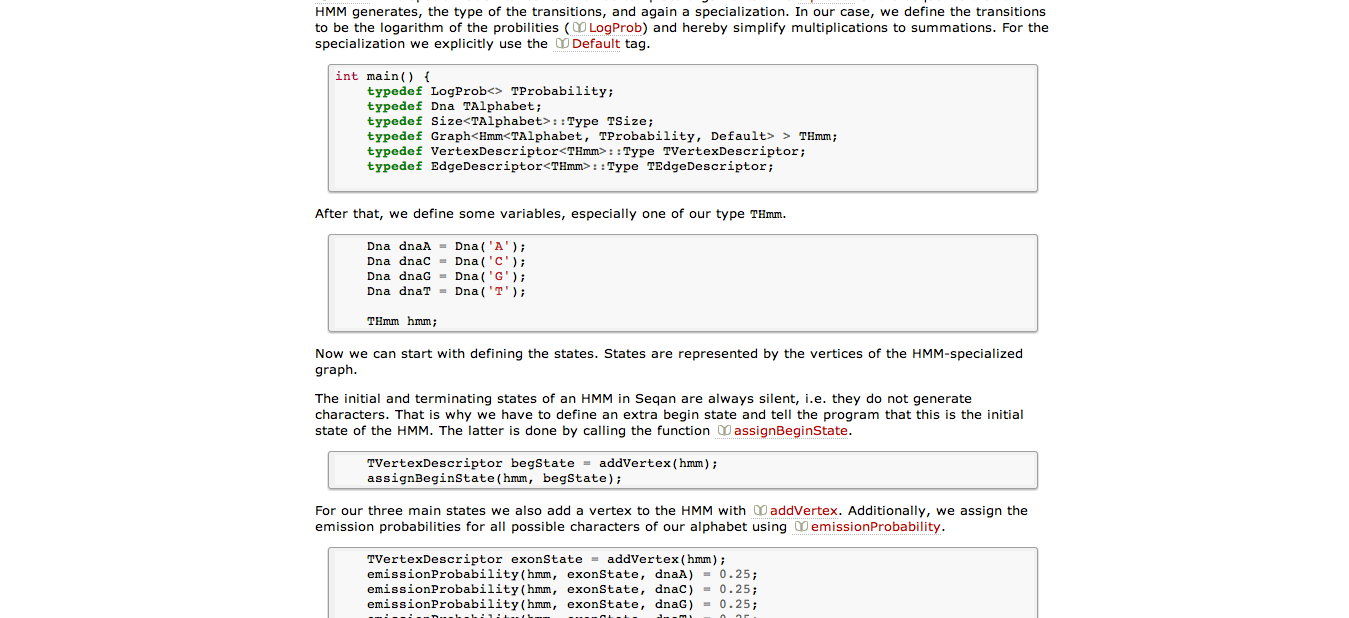 HMM generates, the type of the transitions, and again a specialization. In our case, we define the transitions
to be the logarithm of the probilities ( LogProb) and hereby simplify multiplications to summations. For the
specialization we explicitly use the Default tag.
int main() {
    typedef LogProb<> TProbability;
    typedef Dna TAlphabet;
    typedef Size<TAlphabet>::Type TSize;
    typedef Graph<Hmm<TAlphabet, TProbability, Default> > THmm;
    typedef VertexDescriptor<THmm>::Type TVertexDescriptor;
    typedef EdgeDescriptor<THmm>::Type TEdgeDescriptor;
After that, we define some variables, especially one of our type THmm.
    Dna dnaA = Dna('A');
    Dna dnaC = Dna('C');
    Dna dnaG = Dna('G');
    Dna dnaT = Dna('T');
    THmm hmm;
Now we can start with defining the states. States are represented by the vertices of the HMM-specialized
graph.
The initial and terminating states of an HMM in Seqan are always silent, i.e. they do not generate
characters. That is why we have to define an extra begin state and tell the program that this is the initial
state of the HMM. The latter is done by calling the function assignBeginState.
    TVertexDescriptor begState = addVertex(hmm);
    assignBeginState(hmm, begState);
For our three main states we also add a vertex to the HMM with addVertex. Additionally, we assign the
emission probabilities for all possible characters of our alphabet using emissionProbability.
    TVertexDescriptor exonState = addVertex(hmm);
    emissionProbability(hmm, exonState, dnaA) = 0.25;
    emissionProbability(hmm, exonState, dnaC) = 0.25;
    emissionProbability(hmm, exonState, dnaG) = 0.25;